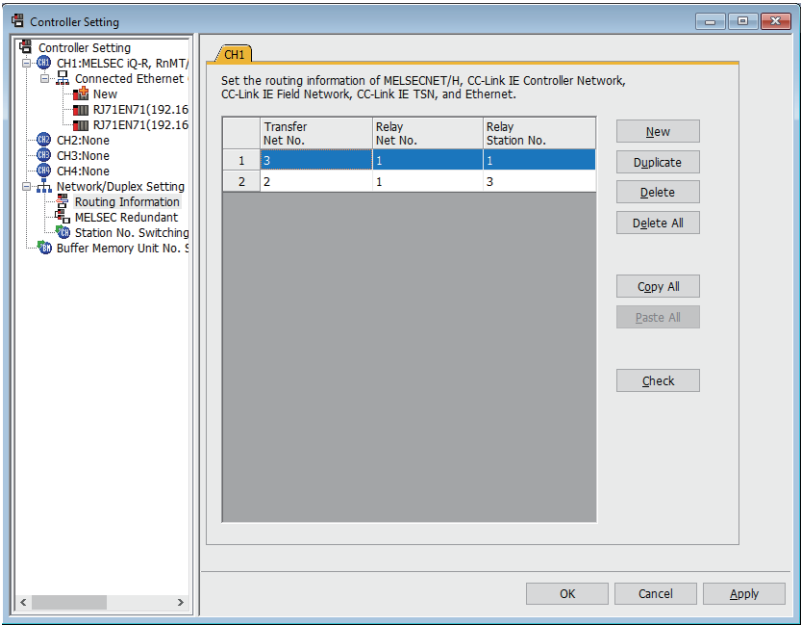 Controller Setting
Controller Setting
CH1:MELSEC iQ-R, RnMT/
Connected Ethernet
New
RJ71EN71(192.16
RJ71EN71(192.16
CH2:None
CH3:None
CH4:None
Network/Duplex Setting
Routing Information
MELSEC Redundant
Station No. Switching
Buffer Memory Unit No. S
CH1
Set the routing information of MELSECNET/H, CC-Link IE Controller Network,
CC-Link IE Field Network, CC-Link IE TSN, and Ethernet.
Transfer Net No. Relay Net No. Relay Station No.
1 3 1 1
2 2 1 3
New
Duplicate
Delete
Delete All
Copy All
Paste All
Check
OK Cancel Apply